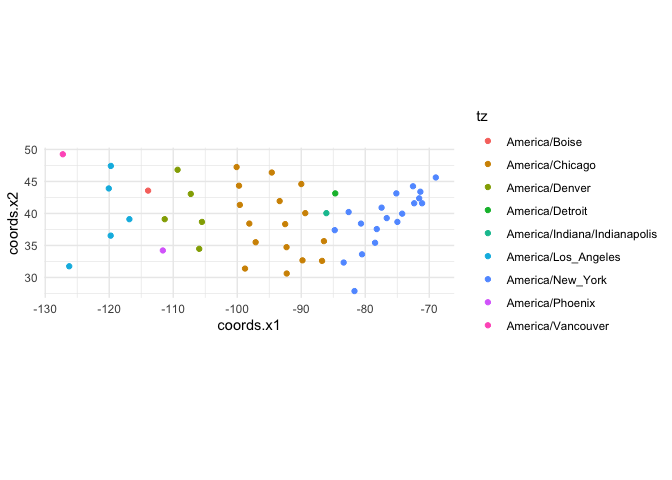 tz
America/Boise
America/Chicago
America/Denver
America/Detroit
America/Indiana/Indianapolis
America/Los_Angeles
America/New_York
America/Phoenix
America/Vancouver
coords.x2
50
45
40
35
30
-130
-120
-110
-100
-90
-80
-70
coords.x1